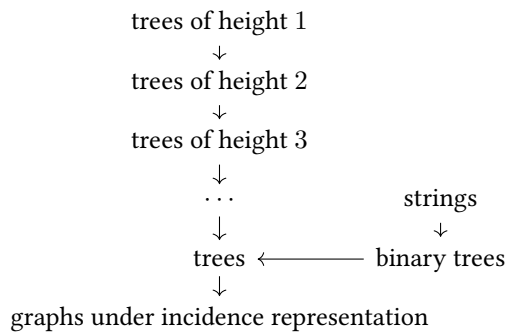 trees of height 1
trees of height 2
trees of height 3
···
strings
trees
binary trees
graphs under incidence representation